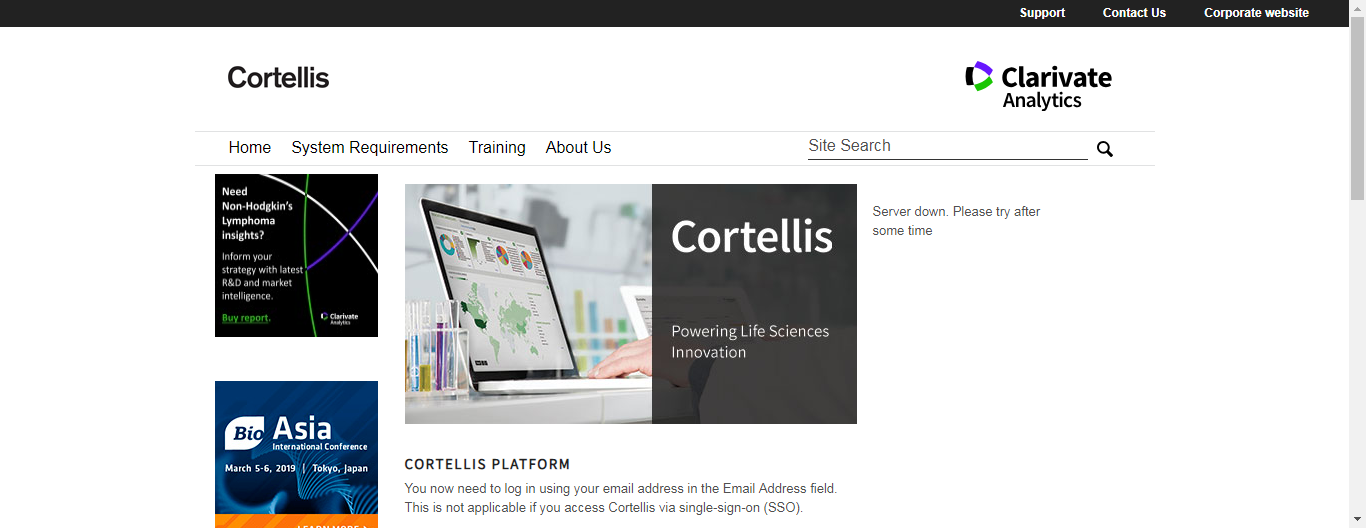 Support Contact Us Corporate website
Cortellis
Clarivate
Analytics
Home System Requirements Training About Us Site Search
Need
Non-Hodgkin's
Lymphoma
insights?
Inform your
strategy with latest
R&D and market
intelligence.
Buy report.
Clarivate
Analytics
Bio Asia
International Conference
March 5-6, 2019 | Tokyo, Japan
LEARN MORE
Cortellis
Powering Life Sciences
Innovation
CORTELLIS PLATFORM
You now need to log in using your email address in the Email Address field.
This is not applicable if you access Cortellis via single-sign-on (SSO).
Server down. Please try after
some time